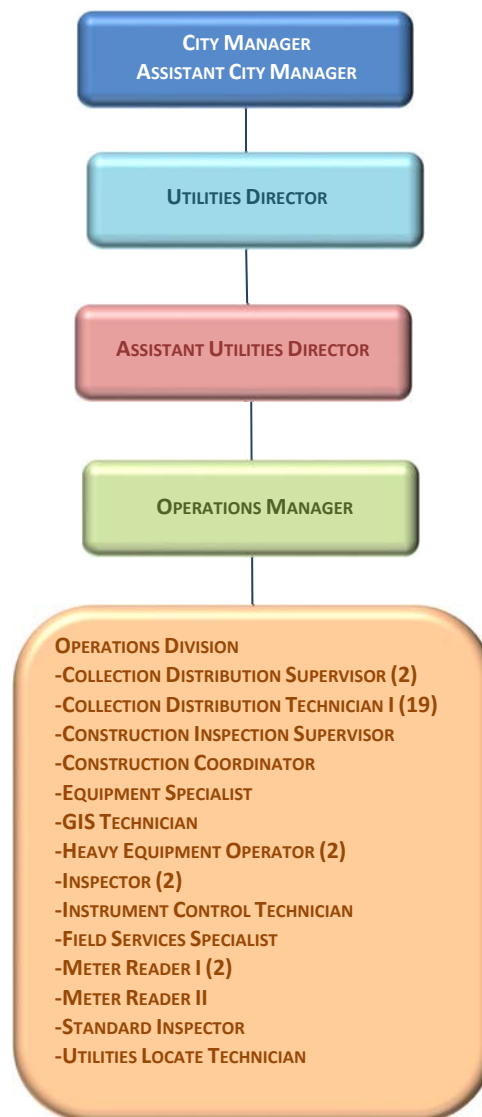 CITY MANAGER
ASSISTANT CITY MANAGER
UTILITIES DIRECTOR
ASSISTANT UTILITIES DIRECTOR
OPERATIONS MANAGER
OPERATIONS DIVISION
-COLLECTION DISTRIBUTION SUPERVISOR (2)
-COLLECTION DISTRIBUTION TECHNICIAN I (19)
-CONSTRUCTION INSPECTION SUPERVISOR
-CONSTRUCTION COORDINATOR
-EQUIPMENT SPECIALIST
-GIS TECHNICIAN
-HEAVY EQUIPMENT OPERATOR (2)
-INSPECTOR (2)
-INSTRUMENT CONTROL TECHNICIAN
-FIELD SERVICES SPECIALIST
-METER READER I (2)
-METER READER II
-STANDARD INSPECTOR
-UTILITIES LOCATE TECHNICIAN